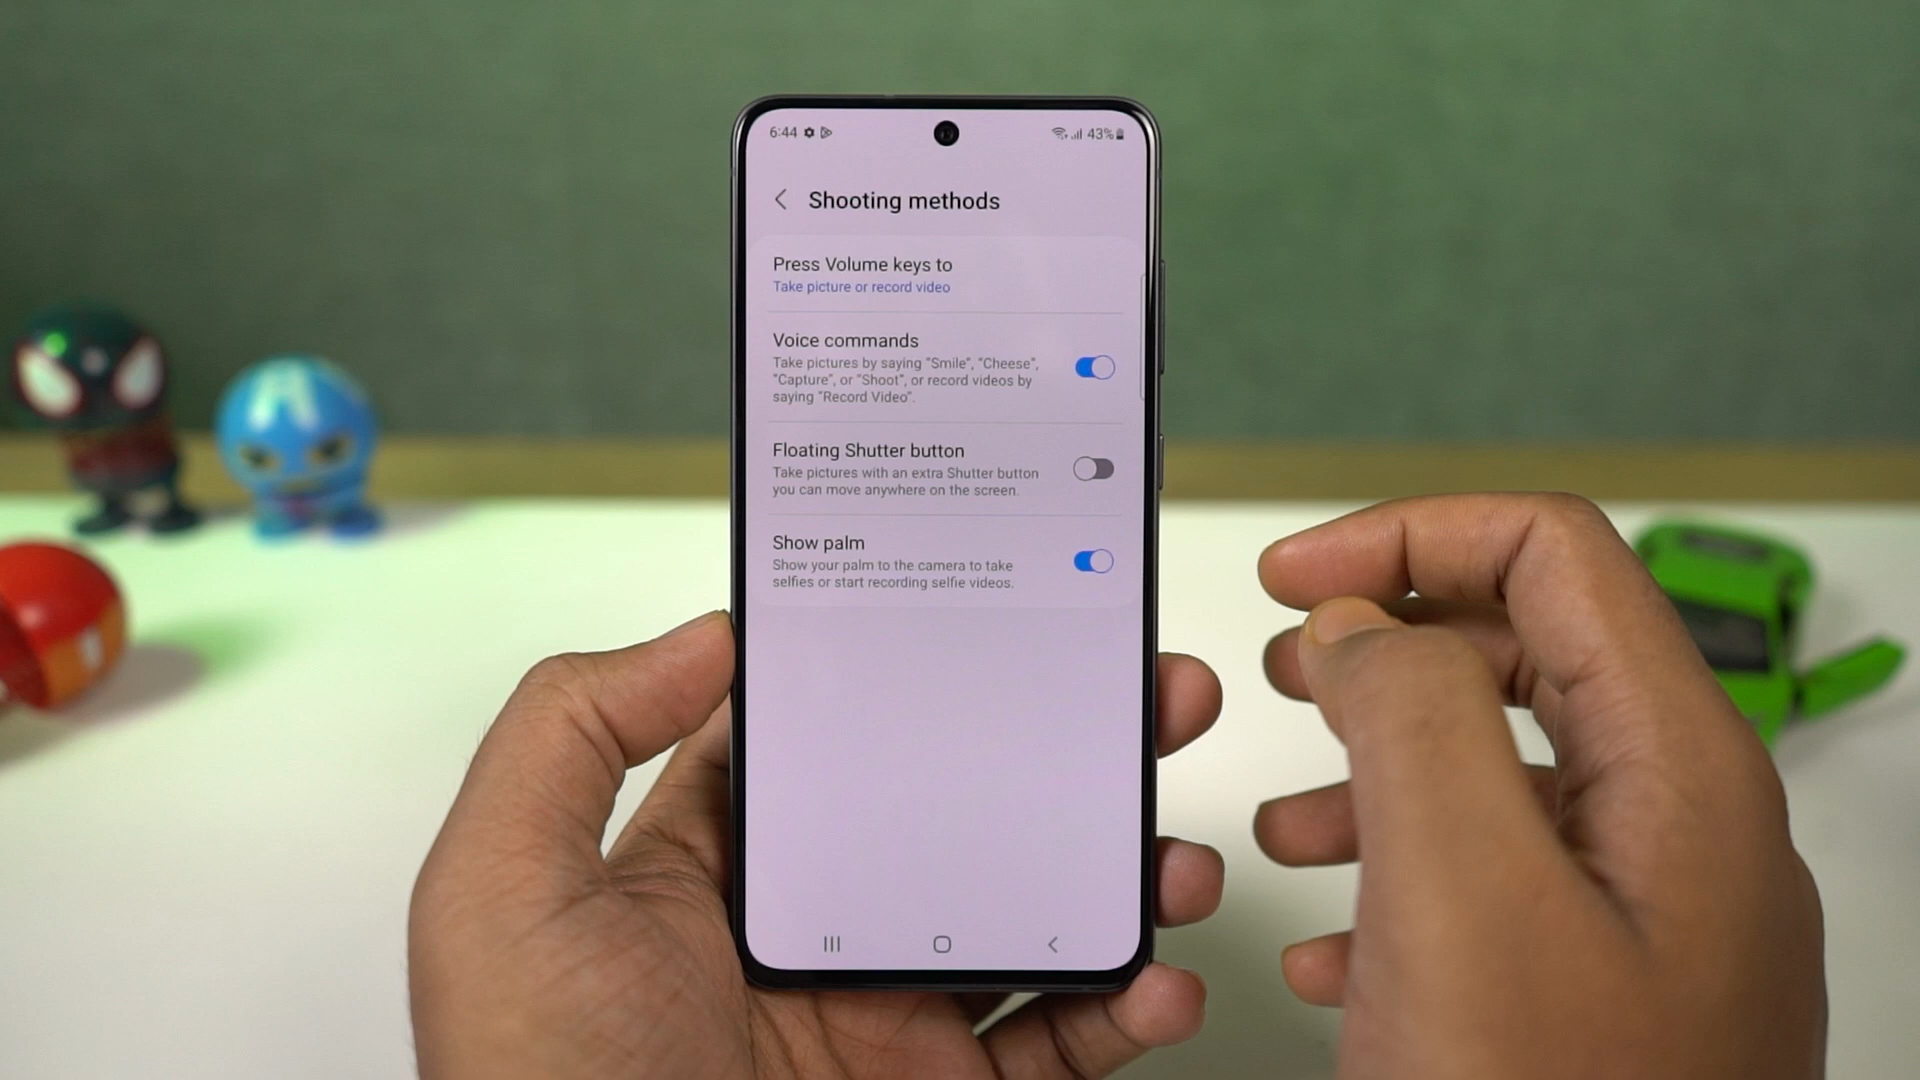 6:44
43%
Shooting methods
Press Volume keys to
Take picture or record video
Voice commands
Take pictures by saying "Smile", "Cheese",
"Capture", or "Shoot", or record videos by
saying "Record Video".
Floating Shutter button
Take pictures with an extra Shutter button
you can move anywhere on the screen.
Show palm
Show your palm to the camera to take
selfies or start recording selfie videos.